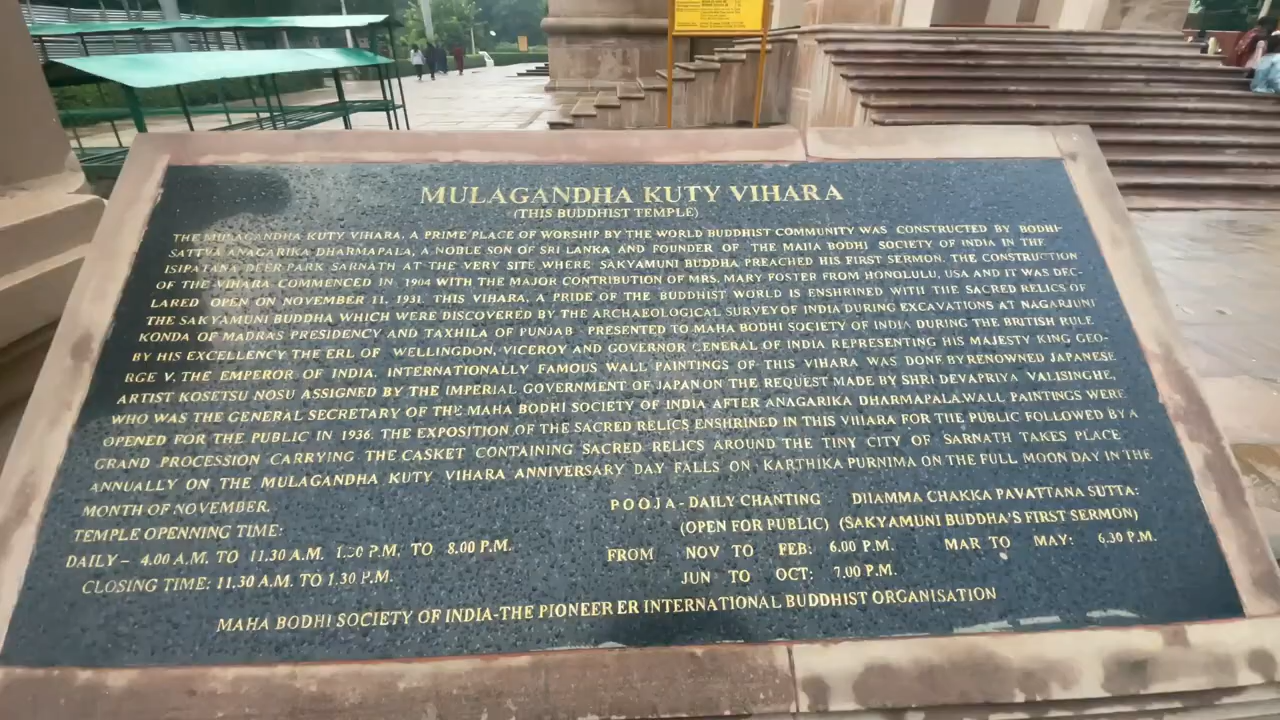 MULAGANDHA KUTY VIHARA
(THIS BUDDHIST TEMPLE)
THE MULAGANDHA KUTY VIHARA, A PRIME PLACE OF WORSHIP BY THE WORLD BUDDHIST COMMUNITY WAS CONSTRUCTED BY BODHI-
SATTVA ANAGARIKA DHARMAPALA, A NOBLE SON OF SRI LANKA AND FOUNDER OF THE MAHA BODHI SOCIETY OF INDIA IN THE
ISIPATANA DEER PARK SARNATH AT THE VERY SITE WHERE SAKYAMUNI BUDDHA PREACHED HIS FIRST SERMON. THE CONSTRUCTION
OF THE VIHARA COMMENCED IN 1904 WITH THE MAJOR CONTRIBUTION OF MRS. MARY FOSTER FROM HONOLULU, USA AND IT WAS DEC-
LARED OPEN ON NOVEMBER 11, 1931. THIS VIHARA, A PRIDE OF THE BUDDHIST WORLD IS ENSHRINED WITH THE SACRED RELICS OF
THE SAKYAMUNI BUDDHA WHICH WERE DISCOVERED BY THE ARCHAEOLOGICAL SURVEY OF INDIA DURING EXCAVATIONS AT NAGARJUNI
KONDA OF MADRAS PRESIDENCY AND TAXHILA OF PUNJAB PRESENTED TO MAHA BODHI SOCIETY OF INDIA DURING THE BRITISH RULE
BY HIS EXCELLENCY THE ERL OF WELLINGDON, VICEROY AND GOVERNOR GENERAL OF INDIA REPRESENTING HIS MAJESTY KING GEO-
RGE V, THE EMPEROR OF INDIA. INTERNATIONALLY FAMOUS WALL PAINTINGS OF THIS VIHARA WAS DONE BY RENOWNED JAPANESE
ARTIST KOSETSU NOSU ASSIGNED BY THE IMPERIAL GOVERNMENT OF JAPAN ON THE REQUEST MADE BY SHRI DEVAPRIYA VALISINGHE,
WHO WAS THE GENERAL SECRETARY OF THE MAHA BODHI SOCIETY OF INDIA AFTER ANAGARIKA DHARMAPALA.WALL PAINTINGS WERE
OPENED FOR THE PUBLIC IN 1936. THE EXPOSITION OF THE SACRED RELICS ENSHRINED IN THIS VIHARA FOR THE PUBLIC FOLLOWED BY A
GRAND PROCESSION CARRYING THE CASKET CONTAINING SACRED RELICS AROUND THE TINY CITY OF SARNATH TAKES PLACE
ANNUALLY ON THE MULAGANDHA KUTY VIHARA ANNIVERSARY DAY FALLS ON KARTHIKA PURNIMA ON THE FULL MOON DAY IN THE
MONTH OF NOVEMBER.
TEMPLE OPENNING TIME:
DAILY – 4.00 A.M. TO 11.30 A.M. 1.30 P.M. TO 8.00 P.M.
CLOSING TIME: 11.30 A.M. TO 1.30 P.M.
POOJA - DAILY CHANTING DHAMMA CHAKKA PAVATTANA SUTTA:
(OPEN FOR PUBLIC) (SAKYAMUNI BUDDHA'S FIRST SERMON)
FROM NOV TO FEB: 6.00 P.M. MAR TO MAY: 6.30 P.M.
JUN TO OCT: 7.00 P.M.
MAHA BODHI SOCIETY OF INDIA-THE PIONEER ER INTERNATIONAL BUDDHIST ORGANISATION